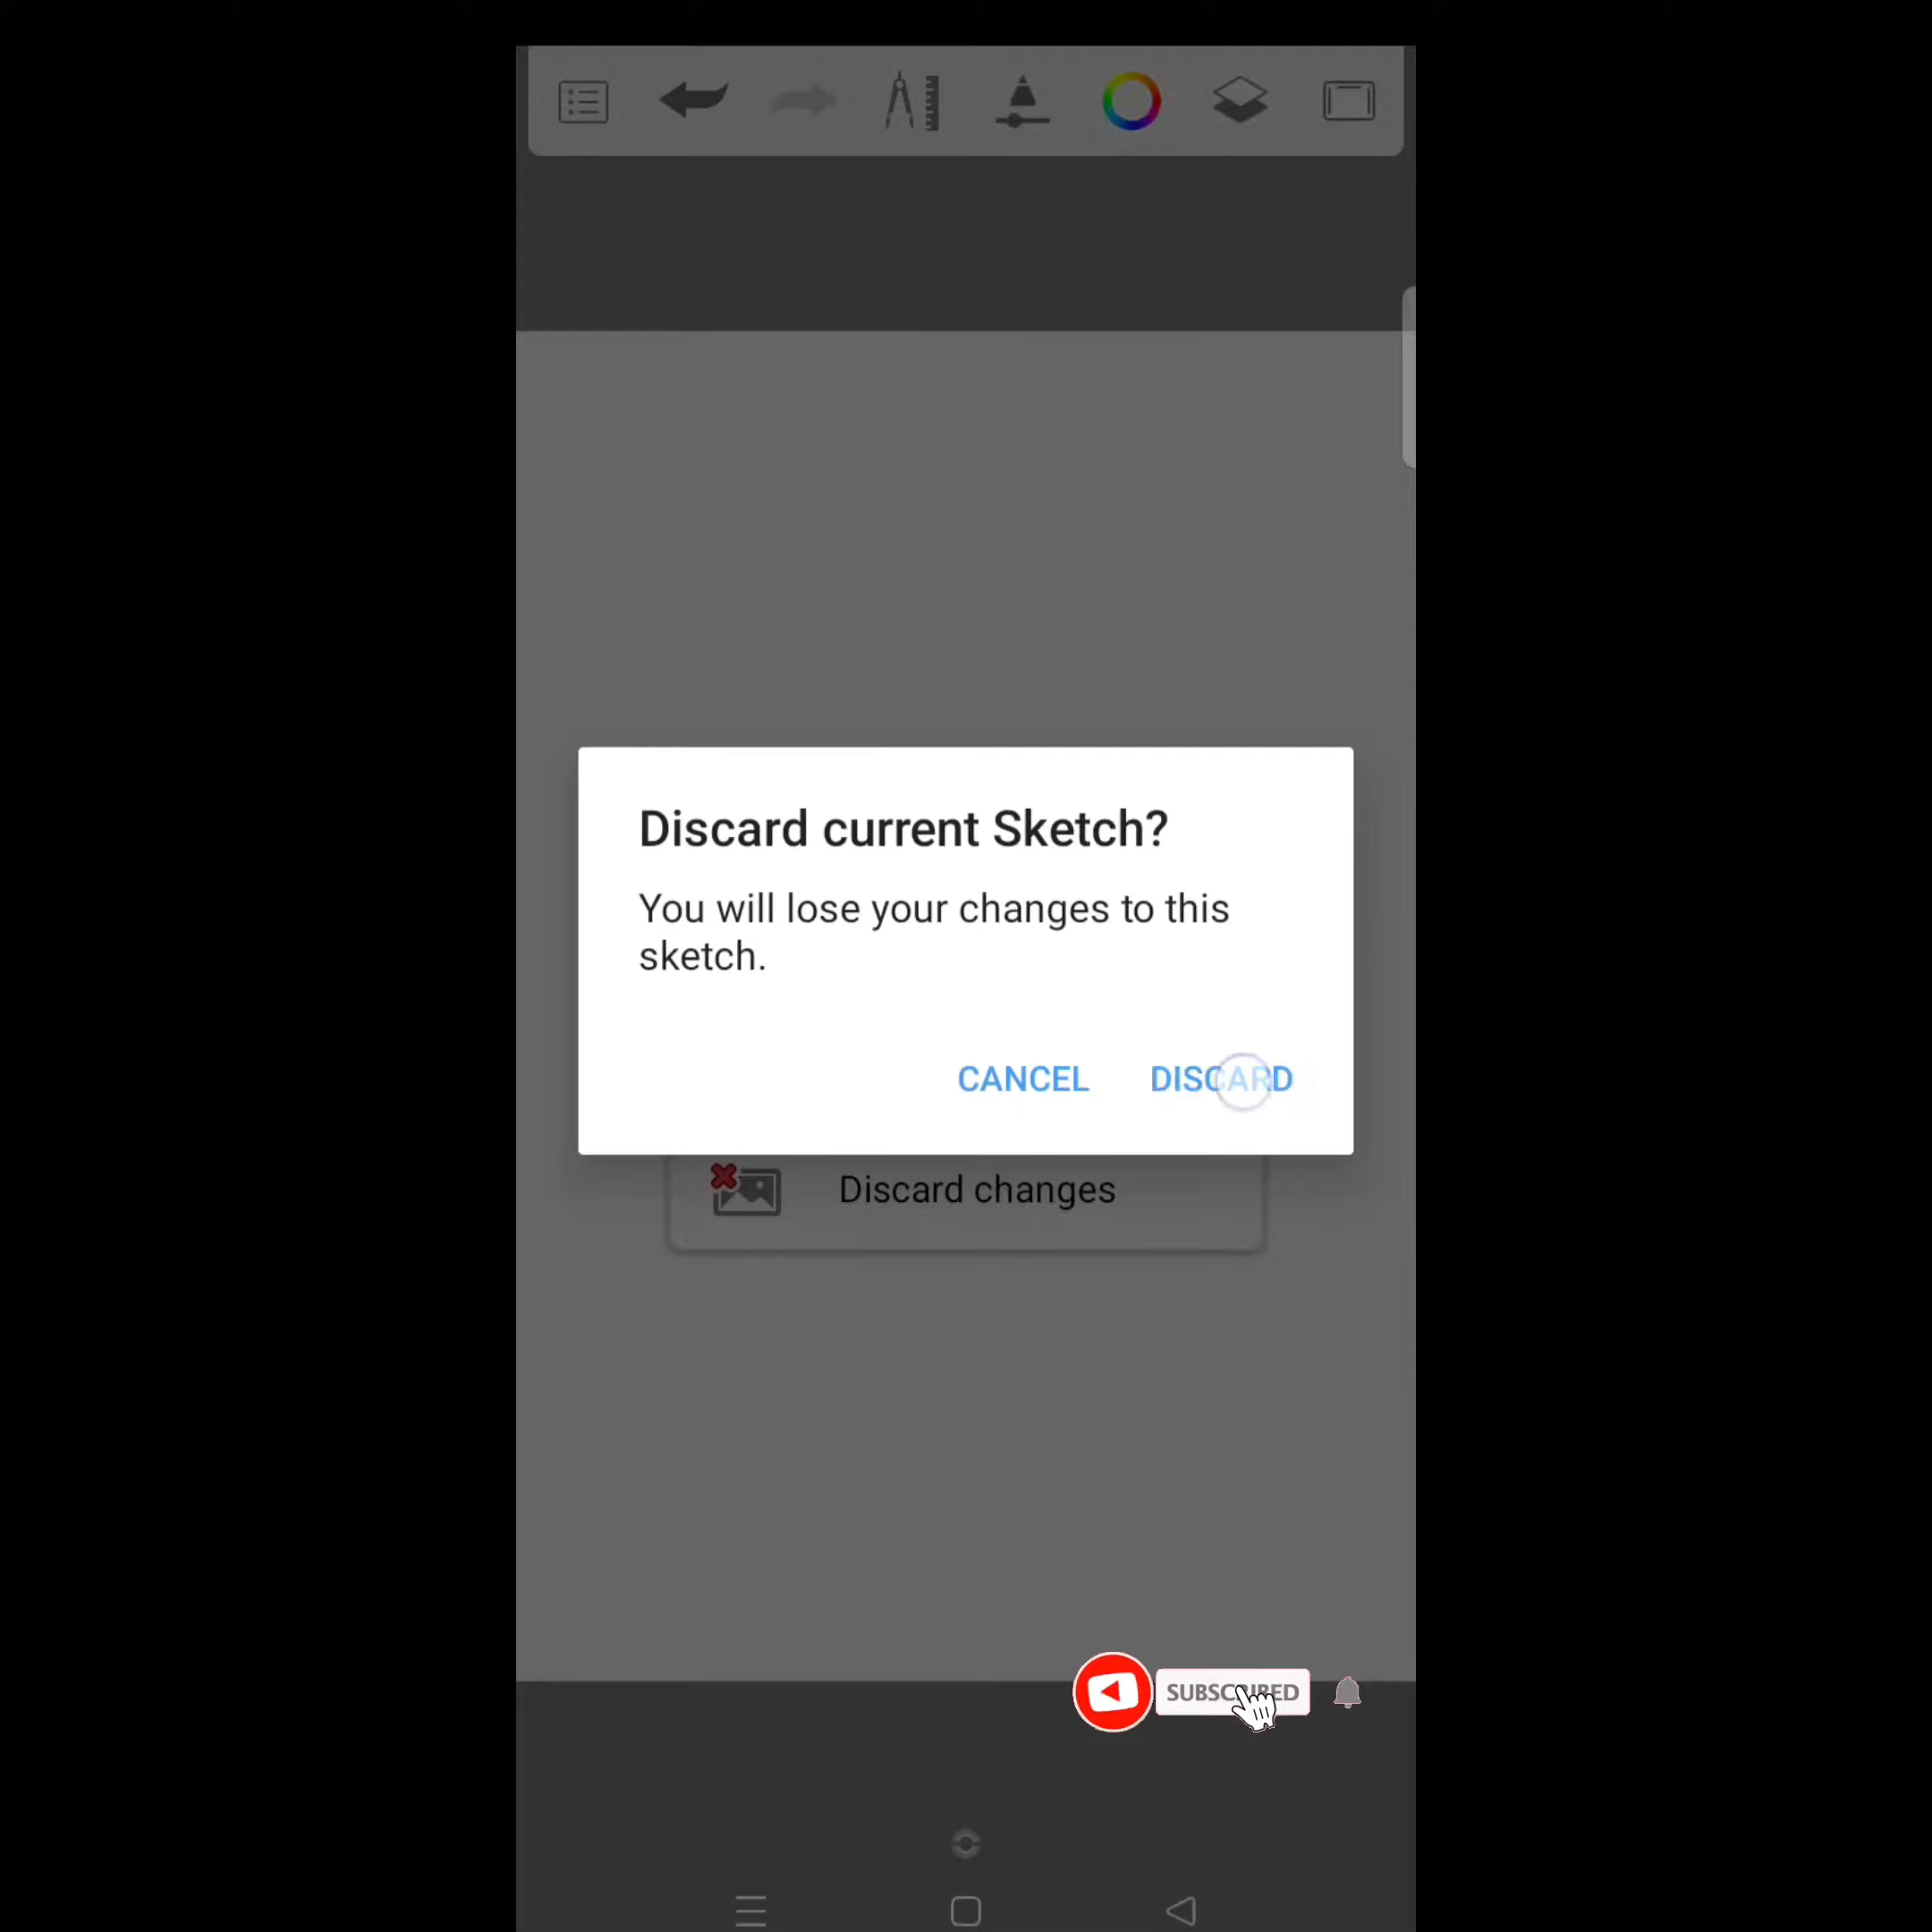 Discard current Sketch?
You will lose your changes to this
sketch.
CANCEL DISCARD
Discard changes
SUBSCRIBED